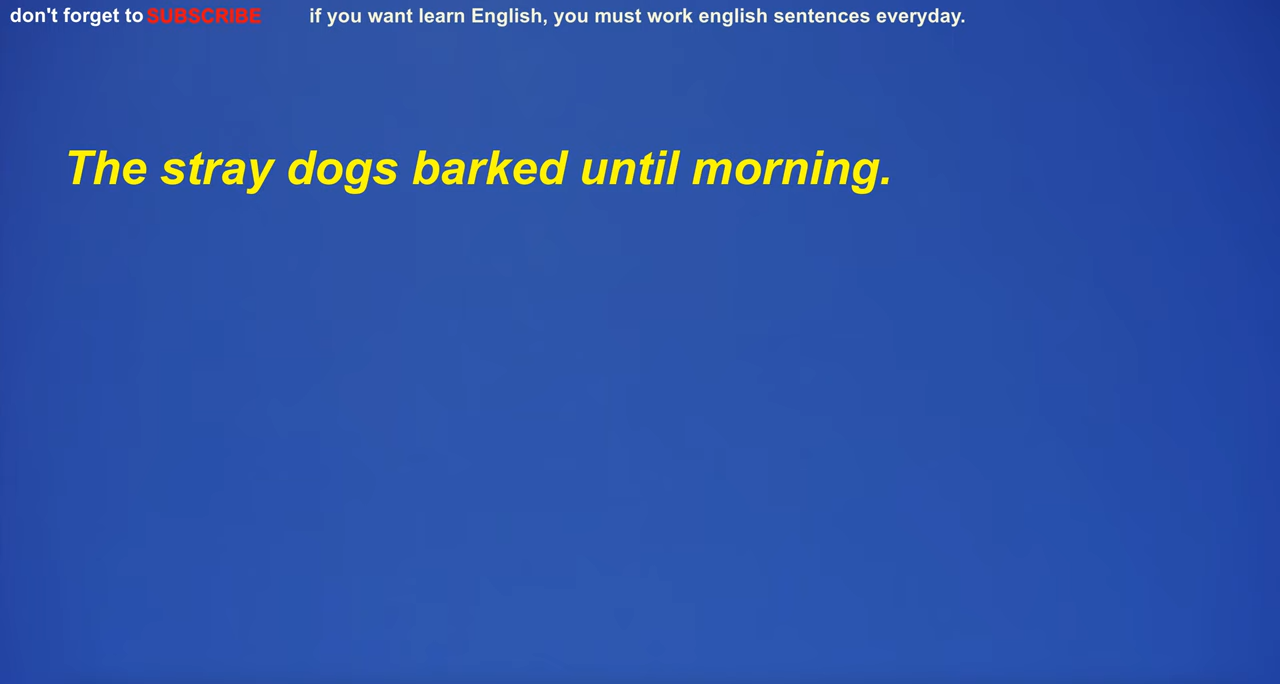 don't forget to SUBSCRIBE if you want learn English, you must work english sentences everyday.
The stray dogs barked until morning.